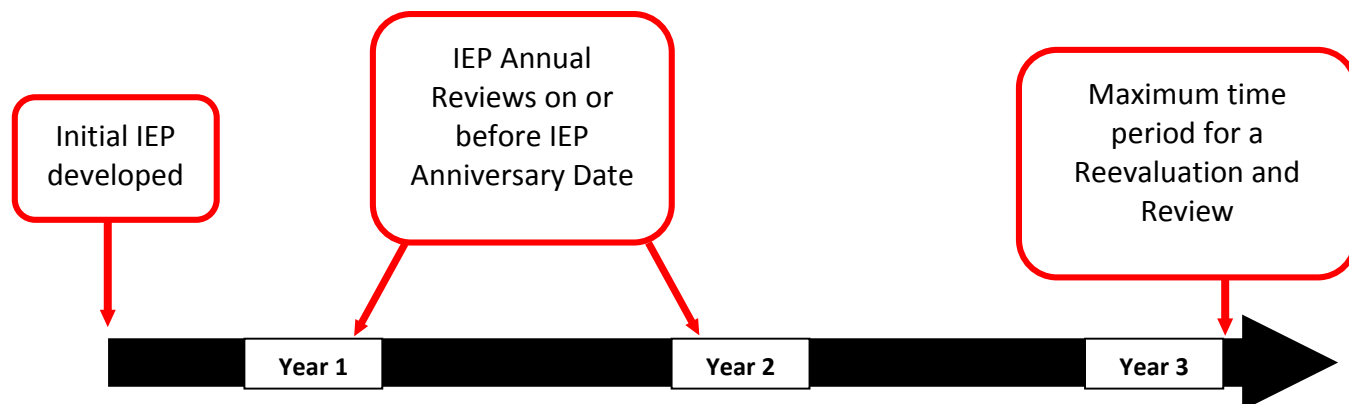 Initial IEP
developed
IEP Annual
Reviews on or
before IEP
Anniversary Date
Maximum time
period for a
Reevaluation and
Review
Year 1
Year 2
Year 3